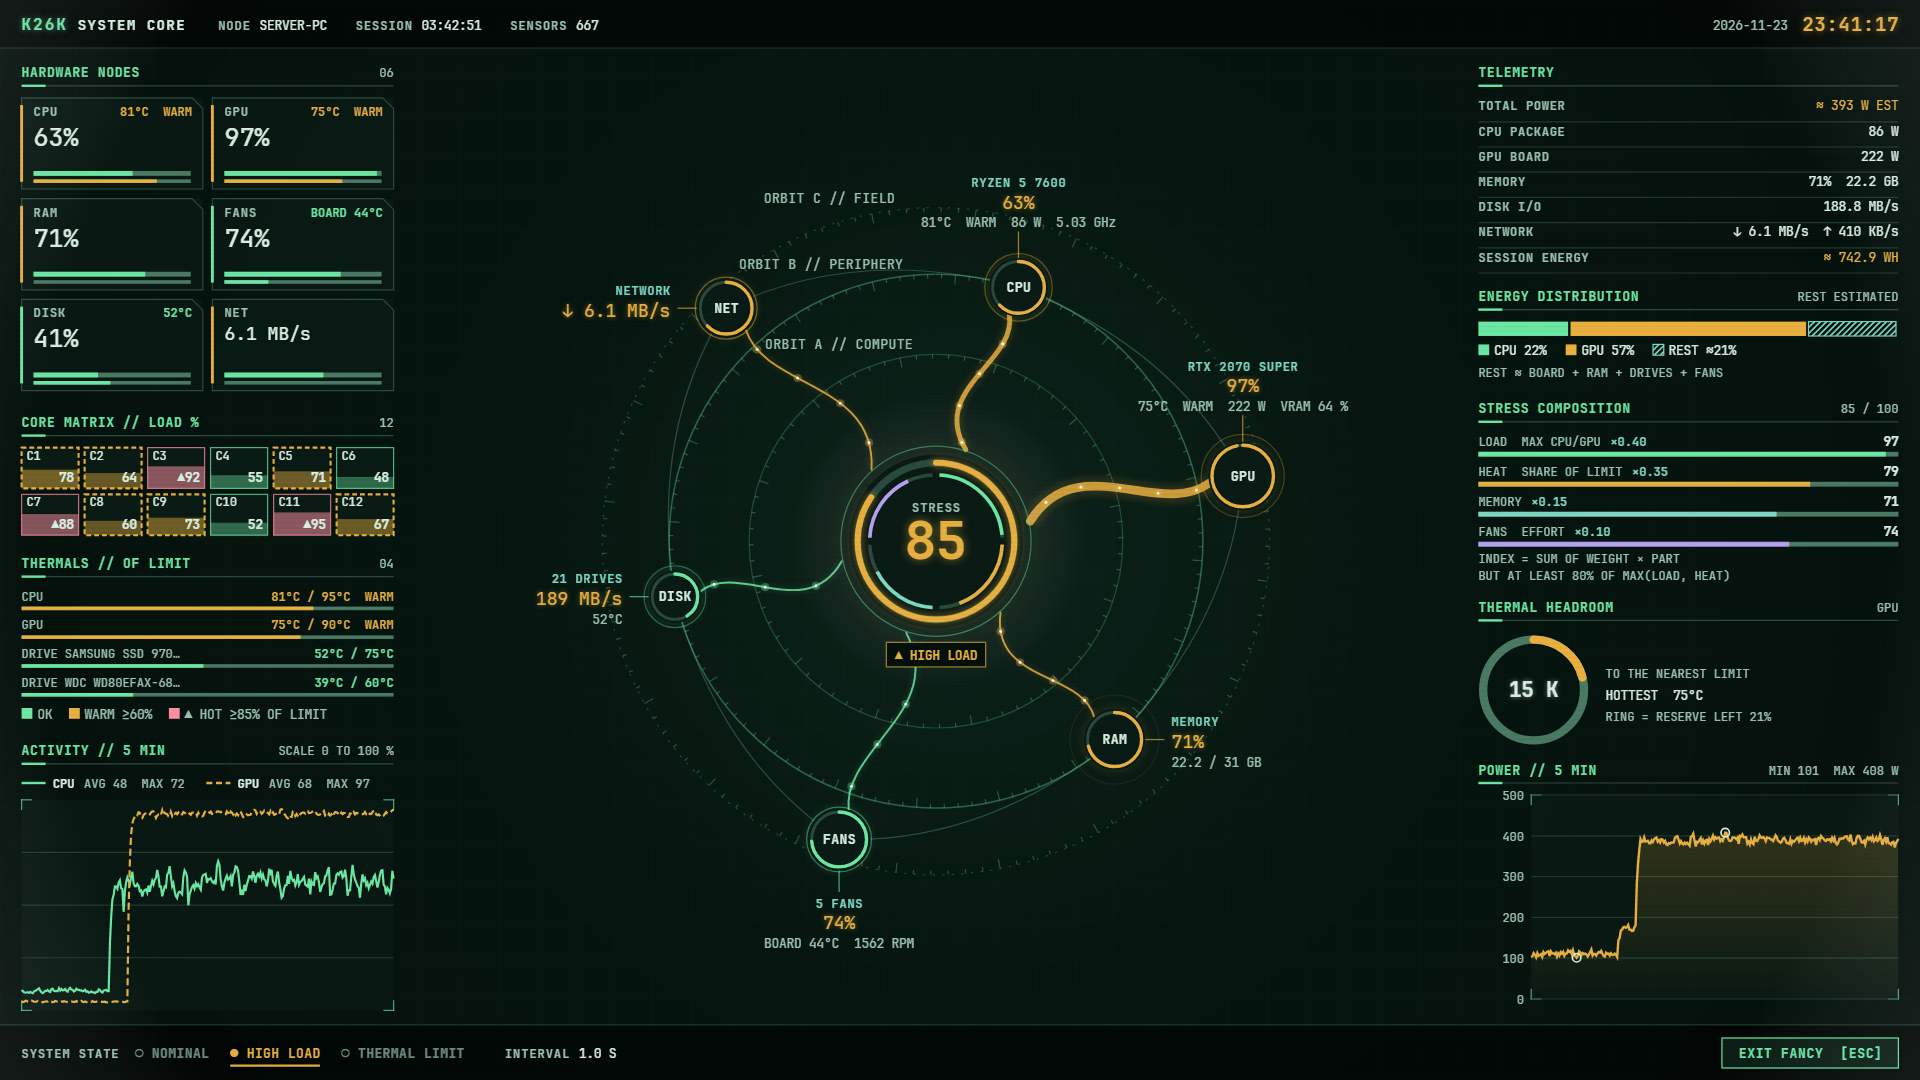 K26K SYSTEM CORE NODE SERVER-PC SESSION 03:42:51 SENSORS 667 2026-11-23 23:41:17
HARDWARE NODES 06
CPU 81°C WARM
63%
GPU 75°C WARM
97%
RAM
71%
FANS BOARD 44°C
74%
DISK 52°C
41%
NET
6.1 MB/s
CORE MATRIX // LOAD % 12
C1 78
C2 64
C3 ▲92
C4 55
C5 71
C6 48
C7 ▲88
C8 60
C9 73
C10 52
C11 ▲95
C12 67
THERMALS // OF LIMIT 04
CPU 81°C / 95°C WARM
GPU 75°C / 90°C WARM
DRIVE SAMSUNG SSD 970… 52°C / 75°C
DRIVE WDC WD80EFAX-68… 39°C / 60°C
OK WARM ≥60% ▲ HOT ≥85% OF LIMIT
ACTIVITY // 5 MIN SCALE 0 TO 100 %
CPU AVG 48 MAX 72 GPU AVG 68 MAX 97
ORBIT C // FIELD
ORBIT B // PERIPHERY
ORBIT A // COMPUTE
RYZEN 5 7600
63%
81°C WARM 86 W 5.03 GHz
CPU
NETWORK
↓ 6.1 MB/s
NET
RTX 2070 SUPER
97%
75°C WARM 222 W VRAM 64 %
GPU
STRESS
85
▲ HIGH LOAD
21 DRIVES
189 MB/s
52°C
DISK
MEMORY
71%
22.2 / 31 GB
RAM
FANS
5 FANS
74%
BOARD 44°C 1562 RPM
TELEMETRY
TOTAL POWER ≈ 393 W EST
CPU PACKAGE 86 W
GPU BOARD 222 W
MEMORY 71% 22.2 GB
DISK I/O 188.8 MB/s
NETWORK ↓ 6.1 MB/s ↑ 410 KB/s
SESSION ENERGY ≈ 742.9 WH
ENERGY DISTRIBUTION REST ESTIMATED
CPU 22% GPU 57% REST ≈21%
REST ≈ BOARD + RAM + DRIVES + FANS
STRESS COMPOSITION 85 / 100
LOAD MAX CPU/GPU ×0.40 97
HEAT SHARE OF LIMIT ×0.35 79
MEMORY ×0.15 71
FANS EFFORT ×0.10 74
INDEX = SUM OF WEIGHT × PART
BUT AT LEAST 80% OF MAX(LOAD, HEAT)
THERMAL HEADROOM GPU
15 K
TO THE NEAREST LIMIT
HOTTEST 75°C
RING = RESERVE LEFT 21%
POWER // 5 MIN MIN 101 MAX 408 W
500
400
300
200
100
0
SYSTEM STATE NOMINAL HIGH LOAD THERMAL LIMIT INTERVAL 1.0 S EXIT FANCY [ESC]